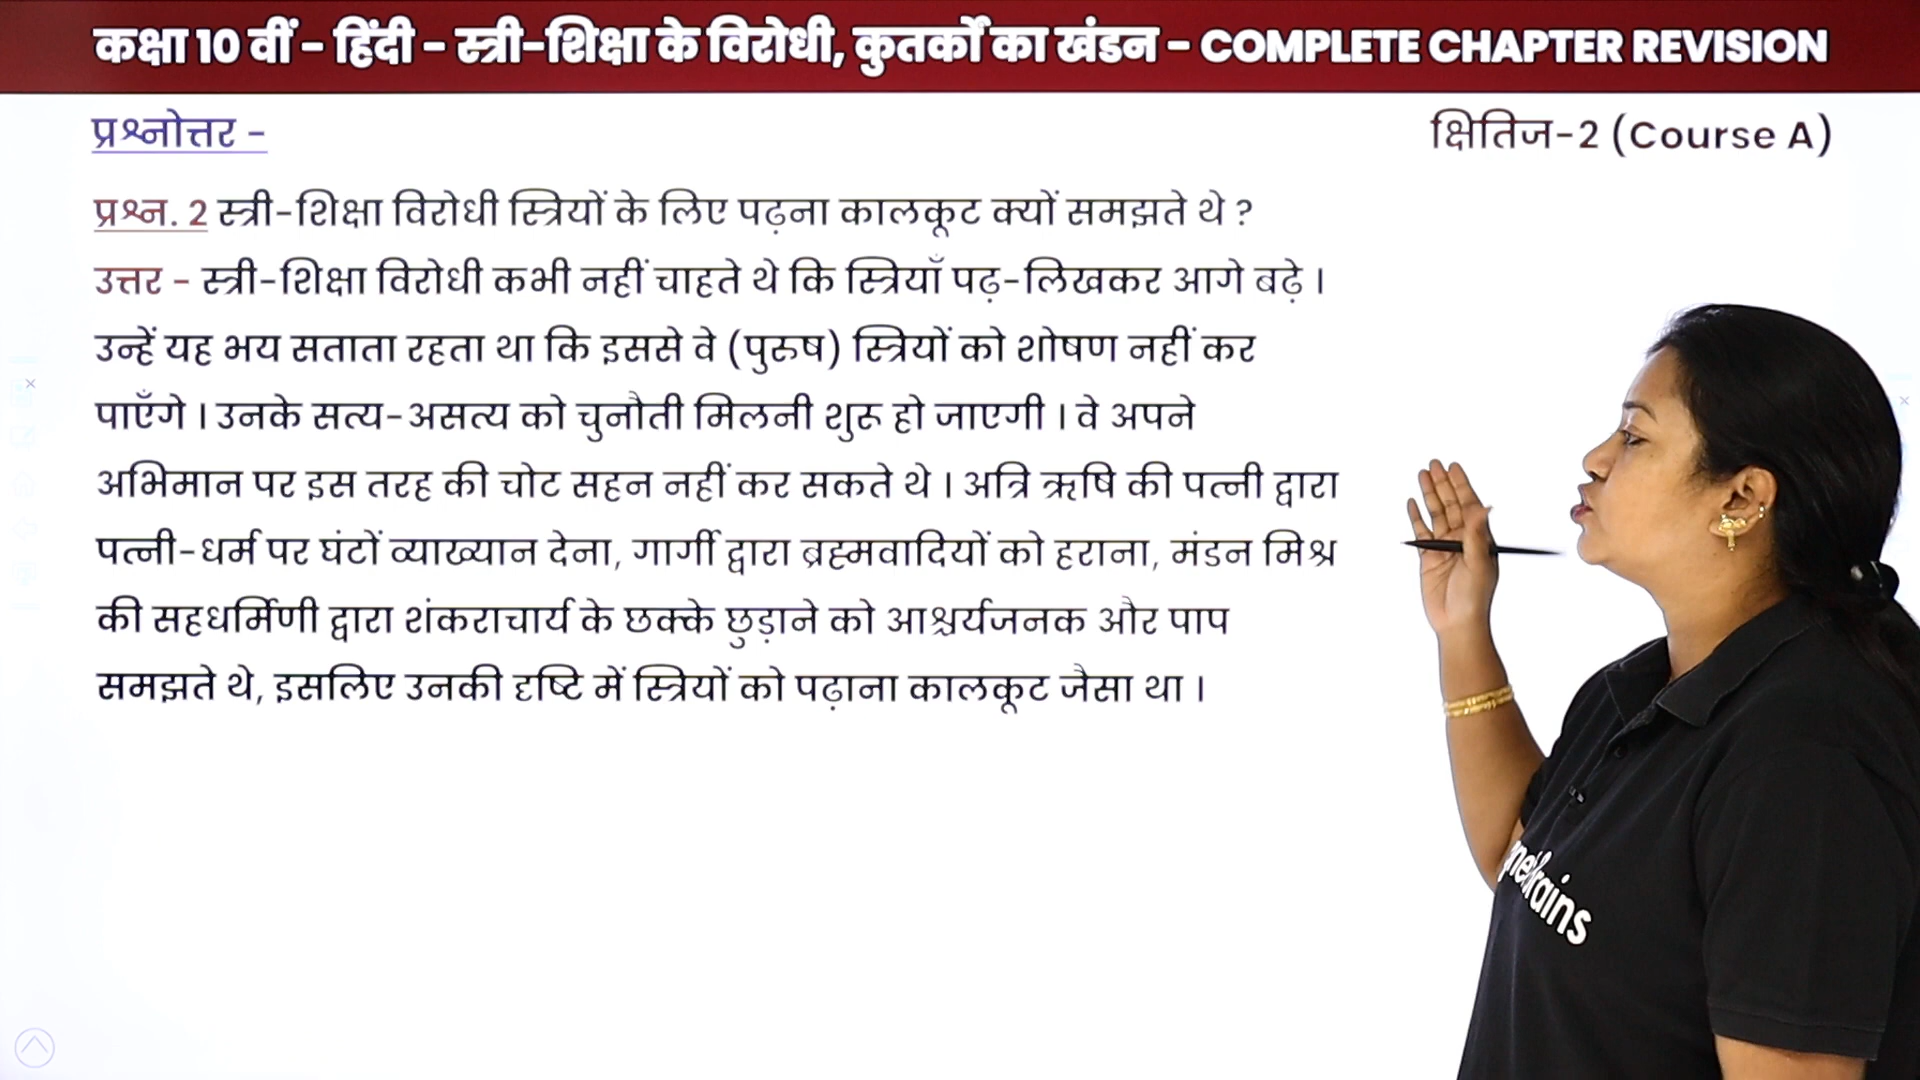 कक्षा 10 वीं – हिंदी – स्त्री-शिक्षा के विरोधी, कुतर्कों का खंडन – COMPLETE CHAPTER REVISION
प्रश्नोत्तर -
क्षितिज-2 (Course A)
प्रश्न. 2 स्त्री-शिक्षा विरोधी स्त्रियों के लिए पढ़ना कालकूट क्यों समझते थे ?
उत्तर - स्त्री-शिक्षा विरोधी कभी नहीं चाहते थे कि स्त्रियाँ पढ़-लिखकर आगे बढ़े ।
उन्हें यह भय सताता रहता था कि इससे वे (पुरुष) स्त्रियों को शोषण नहीं कर
पाएँगे । उनके सत्य-असत्य को चुनौती मिलनी शुरू हो जाएगी । वे अपने
अभिमान पर इस तरह की चोट सहन नहीं कर सकते थे । अत्रि ऋषि की पत्नी द्वारा
पत्नी-धर्म पर घंटों व्याख्यान देना, गार्गी द्वारा ब्रह्मवादियों को हराना, मंडन मिश्र
की सहधर्मिणी द्वारा शंकराचार्य के छक्के छुड़ाने को आश्चर्यजनक और पाप
समझते थे, इसलिए उनकी दृष्टि में स्त्रियों को पढ़ाना कालकूट जैसा था ।